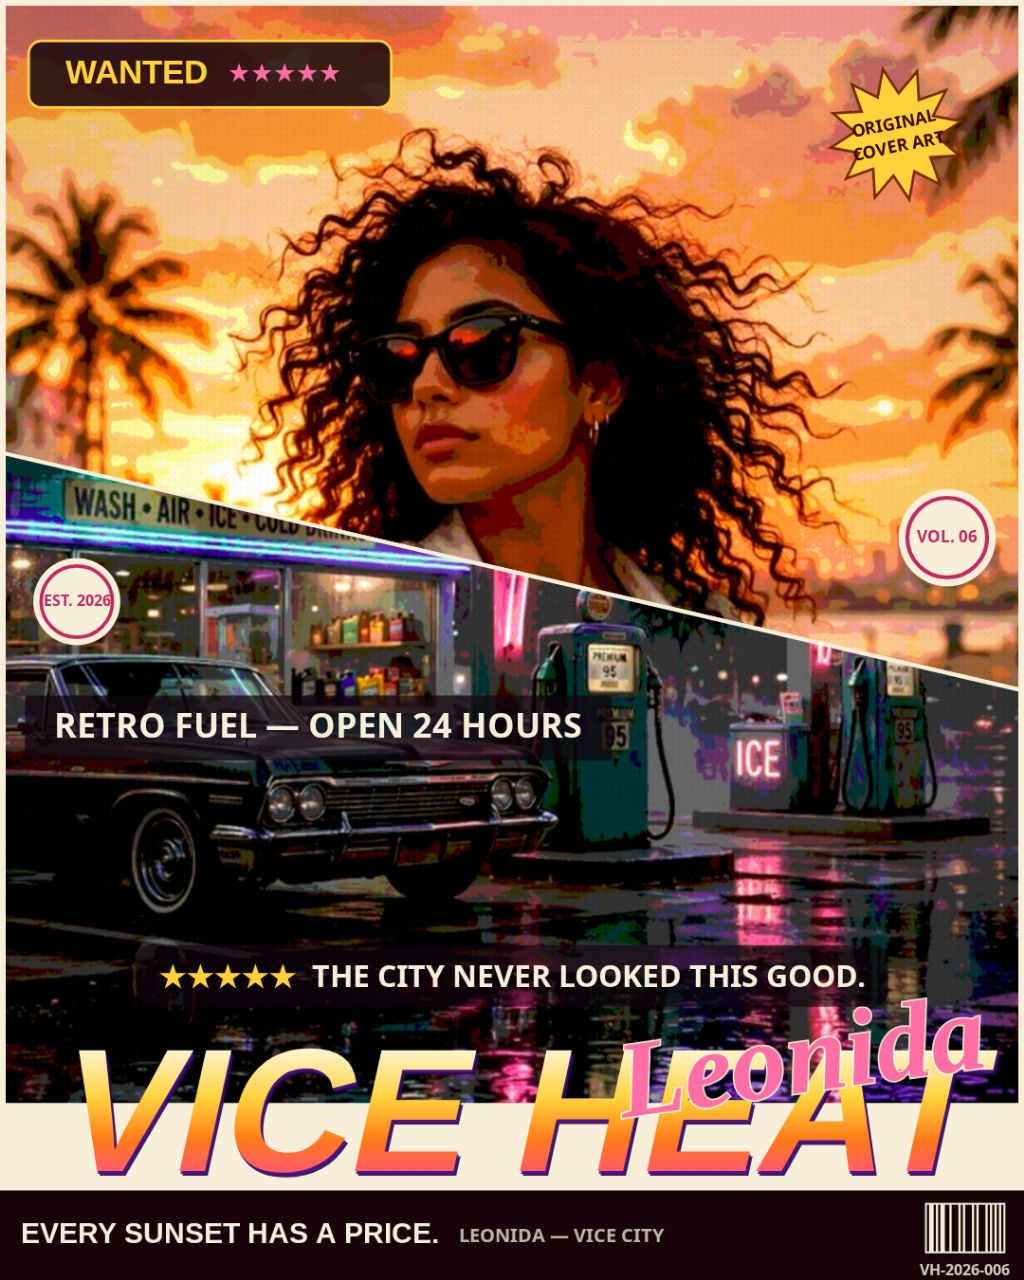 WANTED ★★★★★
ORIGINAL
COVER ART
WASH • AIR • ICE • COLD DRINKS
VOL. 06
EST. 2026
PREMIUM
95
RETRO FUEL — OPEN 24 HOURS
PREMIUM
95
95
ICE
★★★★★ THE CITY NEVER LOOKED THIS GOOD.
Leonida
VICE HEAT
EVERY SUNSET HAS A PRICE. LEONIDA — VICE CITY
VH-2026-006